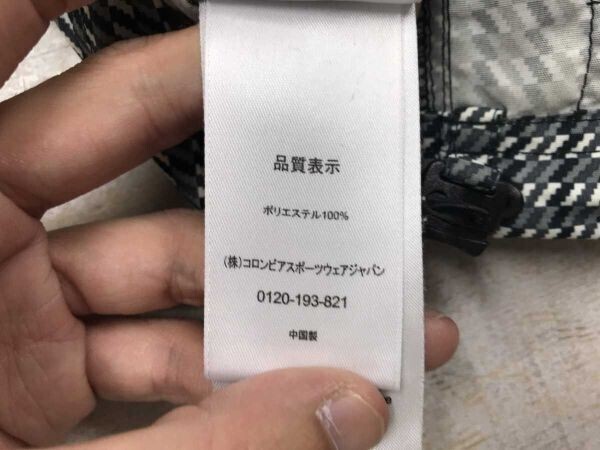 品質表示
ポリエステル100%
(株)コロンビアスポーツウェアジャパン
0120-193-821
中国製